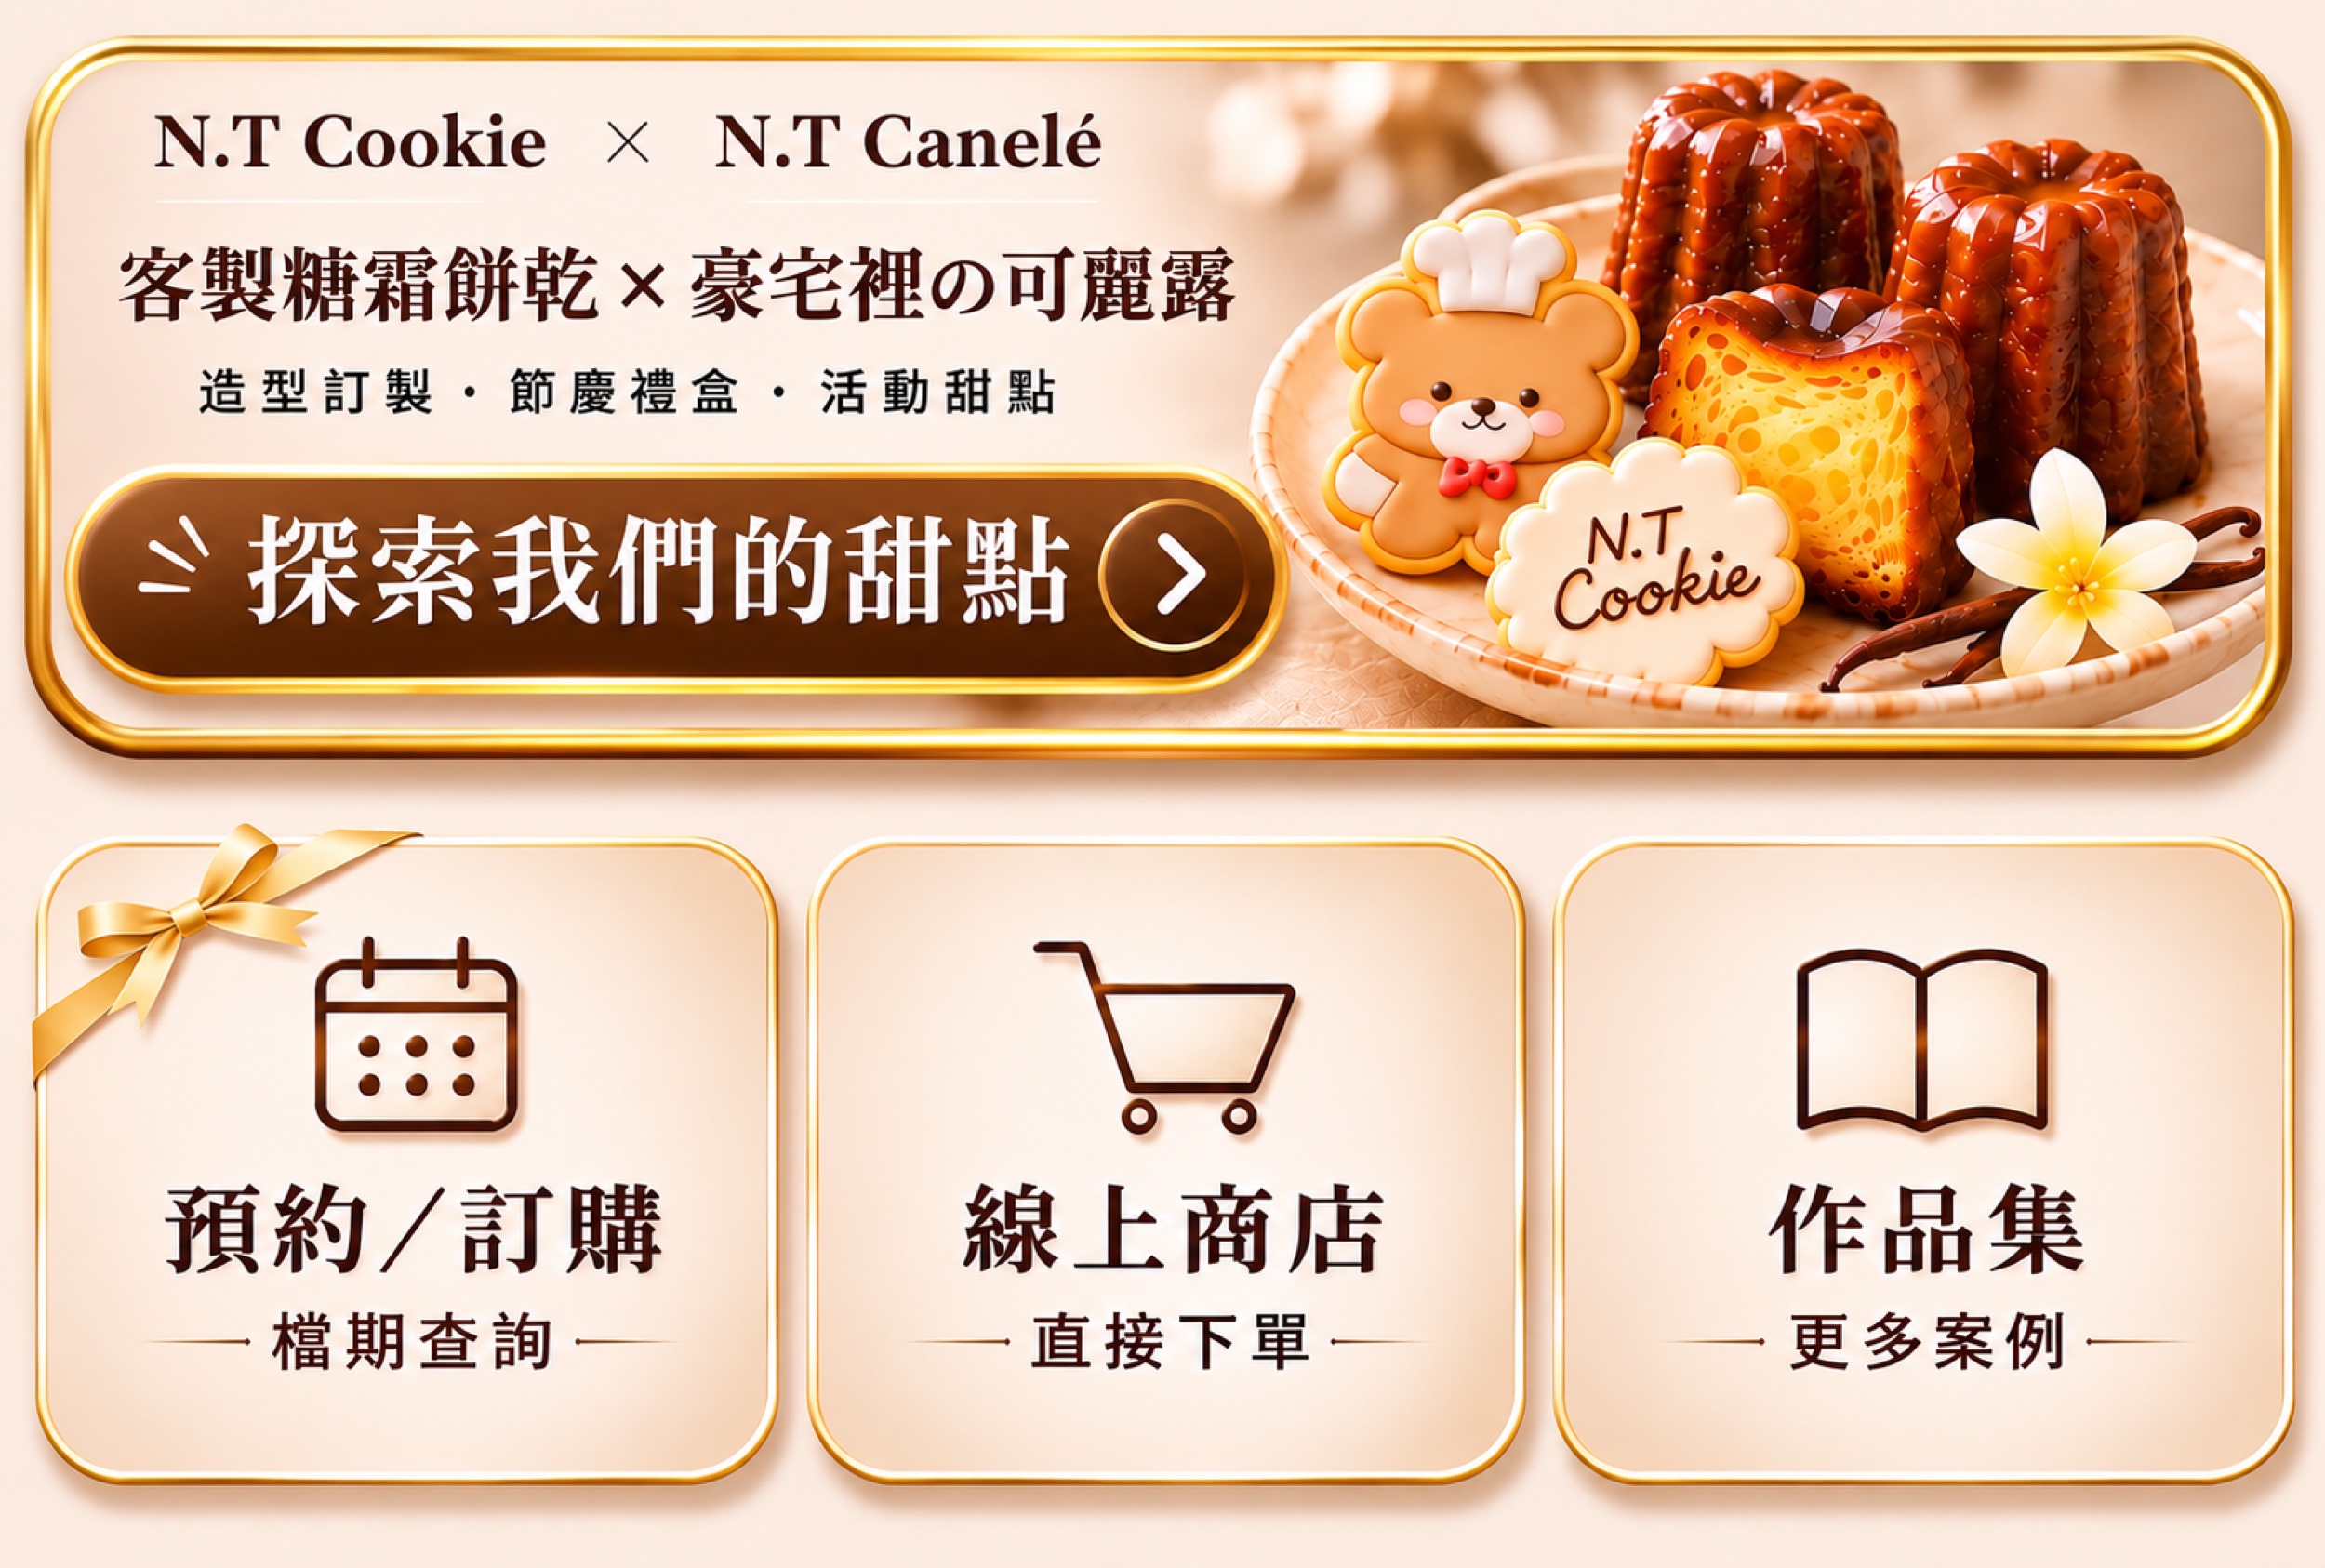 N.T Cookie × N.T Canelé
客製糖霜餅乾×豪宅裡の可麗露
造型訂製・節慶禮盒・活動甜點
探索我們的甜點
N.T
Cookie
預約／訂購
檔期查詢
線上商店
直接下單
作品集
更多案例